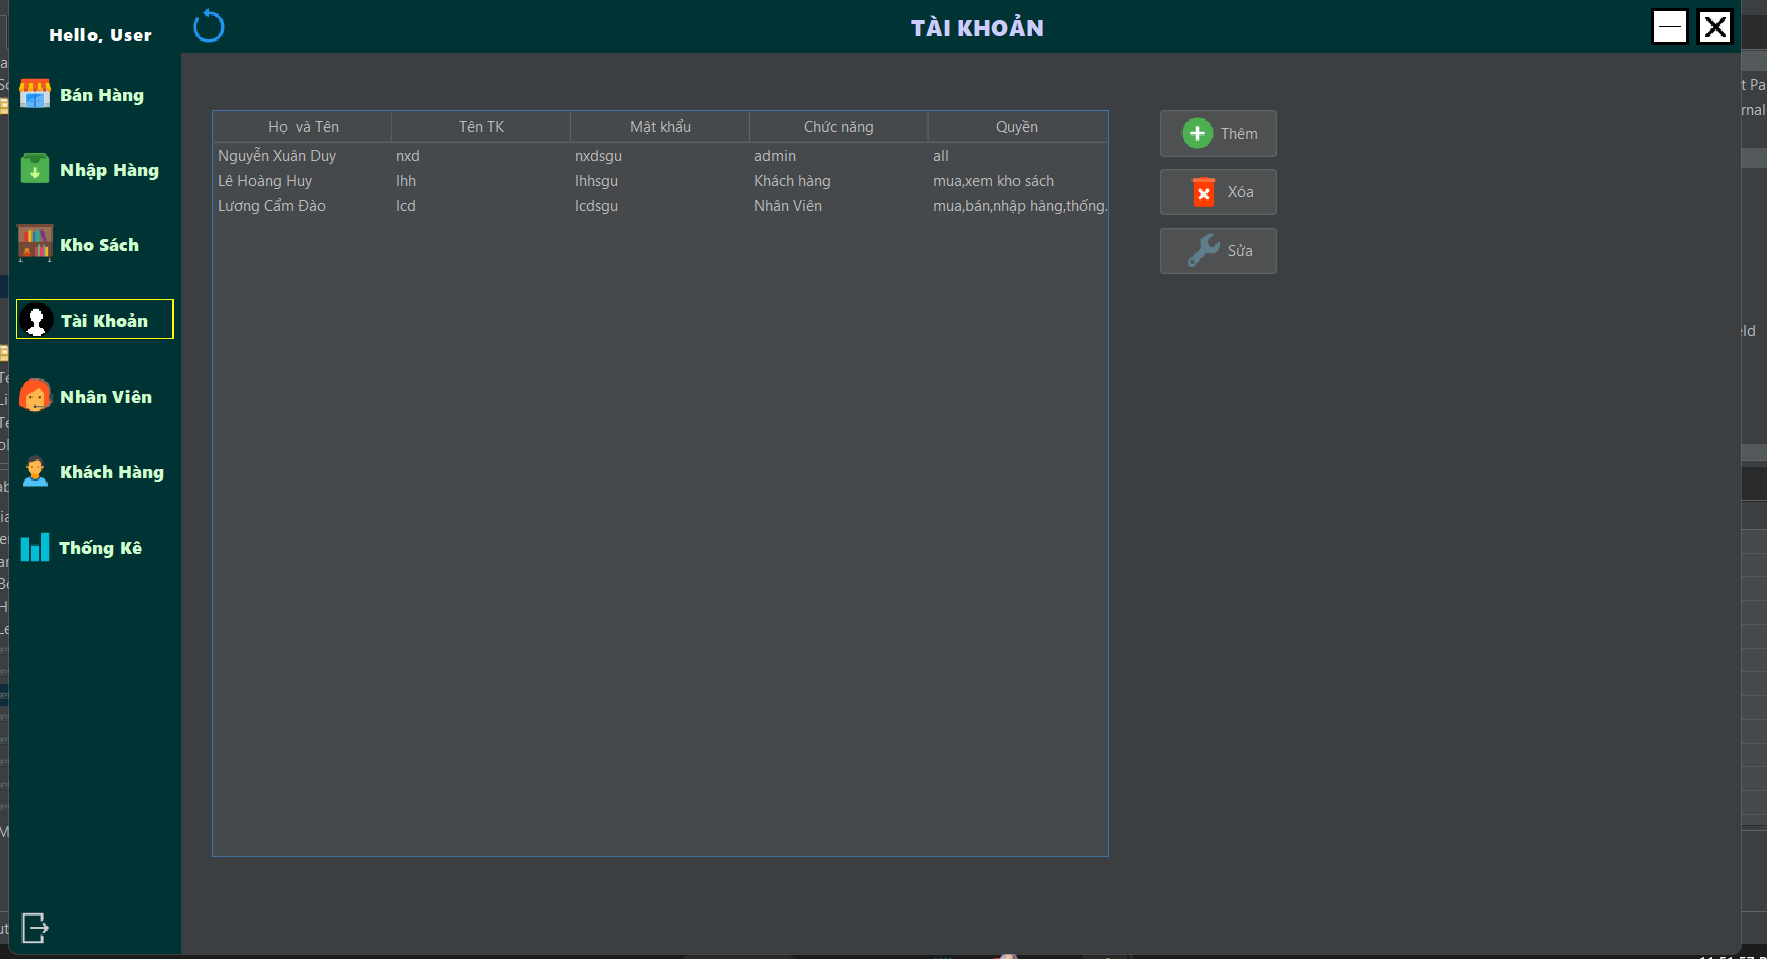 Hello, User
TÀI KHOẢN
Bán Hàng
Nhập Hàng
Kho Sách
Tài Khoản
Nhân Viên
Khách Hàng
Thống Kê
Họ và Tên Tên TK Mật khẩu Chức năng Quyền
Nguyễn Xuân Duy nxd nxdsgu admin all
Lê Hoàng Huy lhh lhhsgu Khách hàng mua,xem kho sách
Lương Cẩm Đào lcd lcdsgu Nhân Viên mua,bán,nhập hàng,thống.
Thêm
Xóa
Sửa
t Pa
rnal
eld